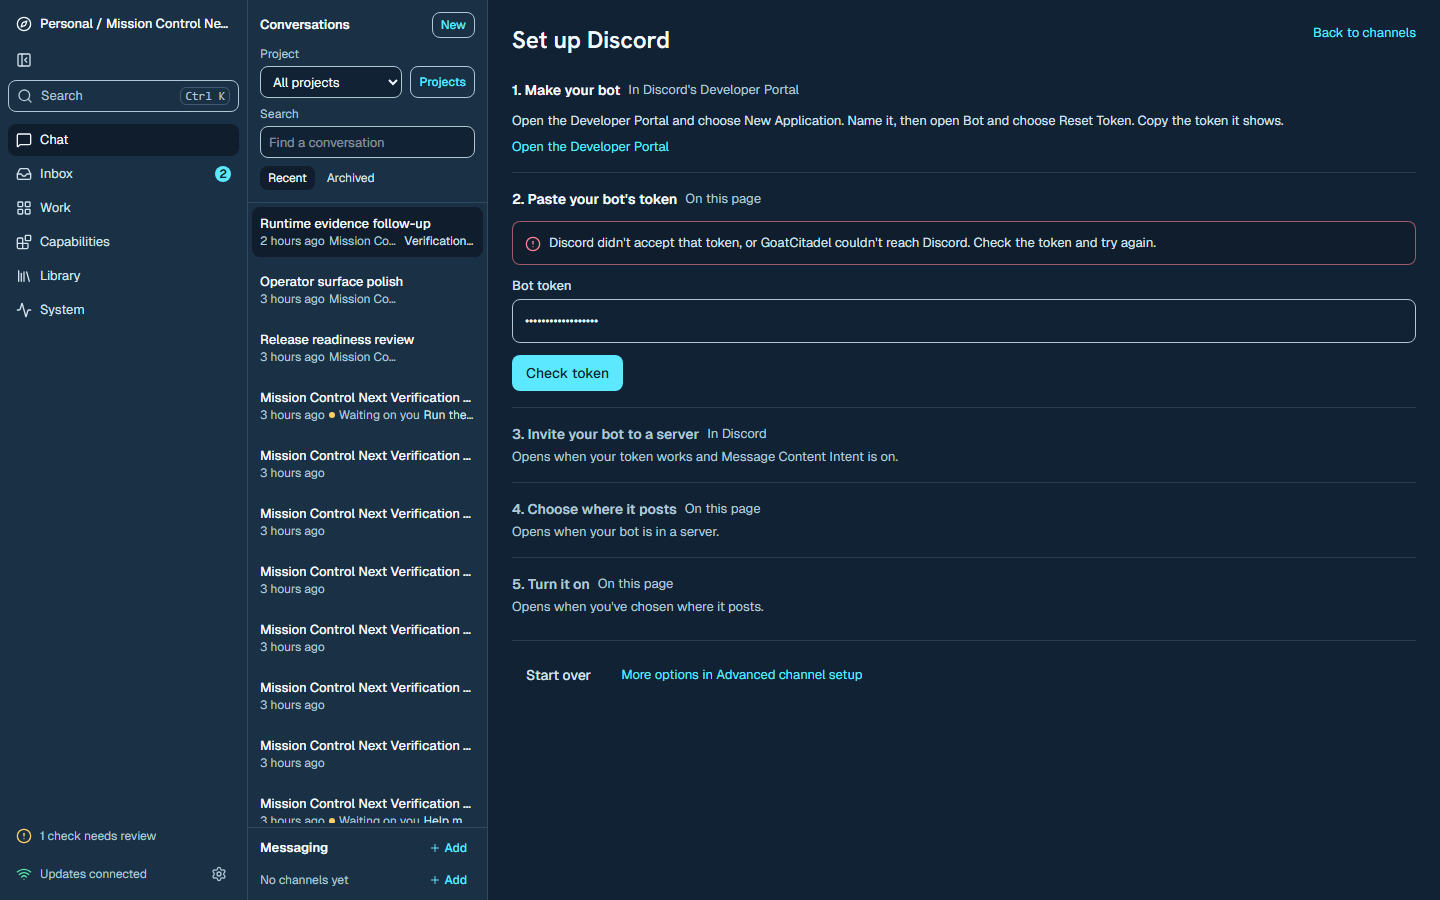 Personal / Mission Control Ne...
Search
Ctrl K
Chat
Inbox
2
Work
Capabilities
Library
System
1 check needs review
Updates connected
Conversations
New
Project
All projects
Projects
Search
Find a conversation
Recent
Archived
Runtime evidence follow-up
2 hours ago Mission Co... Verification...
Operator surface polish
3 hours ago Mission Co...
Release readiness review
3 hours ago Mission Co...
Mission Control Next Verification ...
3 hours ago Waiting on you Run the...
Mission Control Next Verification ...
3 hours ago
Mission Control Next Verification ...
3 hours ago
Mission Control Next Verification ...
3 hours ago
Mission Control Next Verification ...
3 hours ago
Mission Control Next Verification ...
3 hours ago
Mission Control Next Verification ...
3 hours ago
Mission Control Next Verification ...
3 hours ago Waiting on you Help m...
Messaging
+ Add
No channels yet
+ Add
Set up Discord
Back to channels
1. Make your bot In Discord's Developer Portal
Open the Developer Portal and choose New Application. Name it, then open Bot and choose Reset Token. Copy the token it shows.
Open the Developer Portal
2. Paste your bot's token On this page
Discord didn't accept that token, or GoatCitadel couldn't reach Discord. Check the token and try again.
Bot token
••••••••••••••••••
Check token
3. Invite your bot to a server In Discord
Opens when your token works and Message Content Intent is on.
4. Choose where it posts On this page
Opens when your bot is in a server.
5. Turn it on On this page
Opens when you've chosen where it posts.
Start over
More options in Advanced channel setup